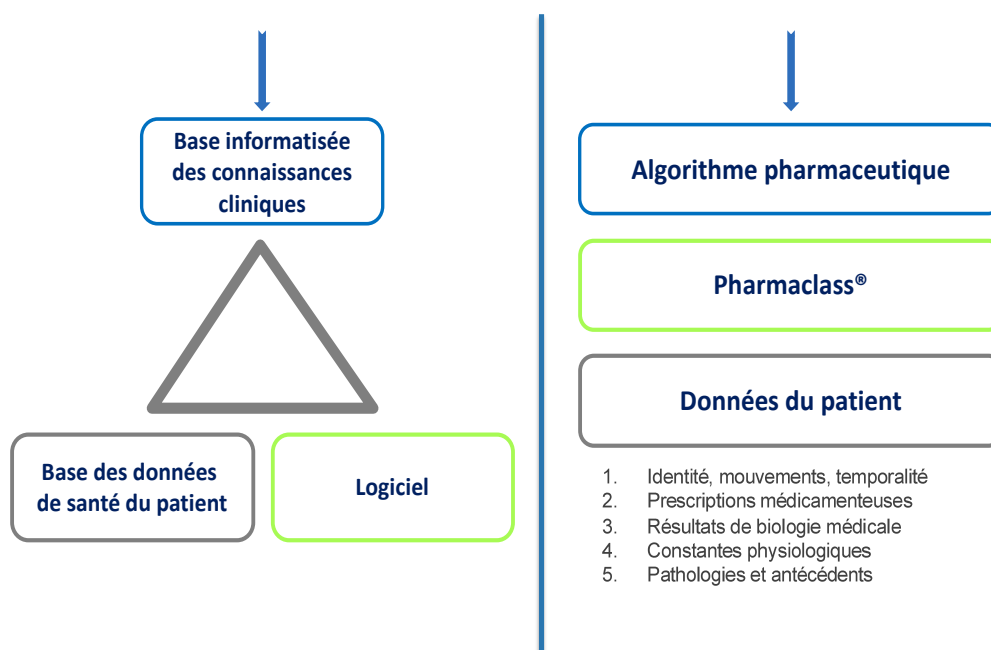 Base informatisée
des connaissances
cliniques
Base des données
de santé du patient
Logiciel
Algorithme pharmaceutique
Pharmaclass®
Données du patient
1. Identité, mouvements, temporalité
2. Prescriptions médicamenteuses
3. Résultats de biologie médicale
4. Constantes physiologiques
5. Pathologies et antécédents